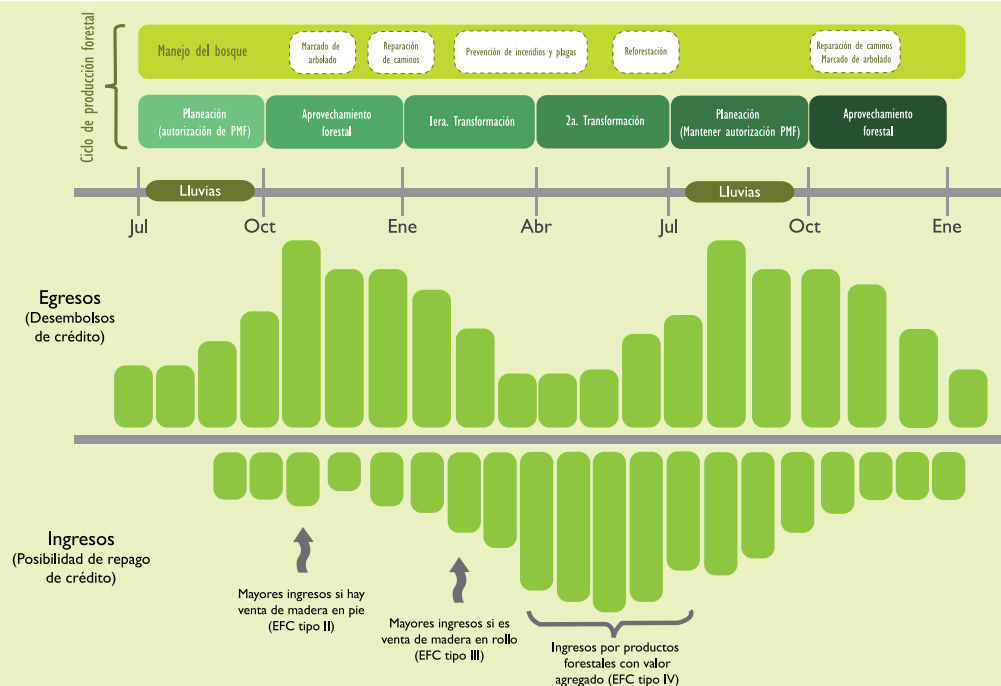 Ciclo de producción forestal
Manejo del bosque
Marcado de
arbolado
Reparación
de caminos
Prevención de incendios y plagas
Reforestación
Reparación de caminos
Marcado de arbolado
Planeación
(autorización de PMF)
Aprovechamiento
forestal
1era. Transformación
2a. Transformación
Planeación
(Mantener autorización PMF)
Aprovechamiento
forestal
Lluvias
Lluvias
Jul
Oct
Ene
Abr
Jul
Oct
Ene
Egresos
(Desembolsos
de crédito)
Ingresos
(Posibilidad de repago
de crédito)
Mayores ingresos si hay
venta de madera en pie
(EFC tipo II)
Mayores ingresos si es
venta de madera en rollo
(EFC tipo III)
Ingresos por productos
forestales con valor
agregado (EFC tipo IV)